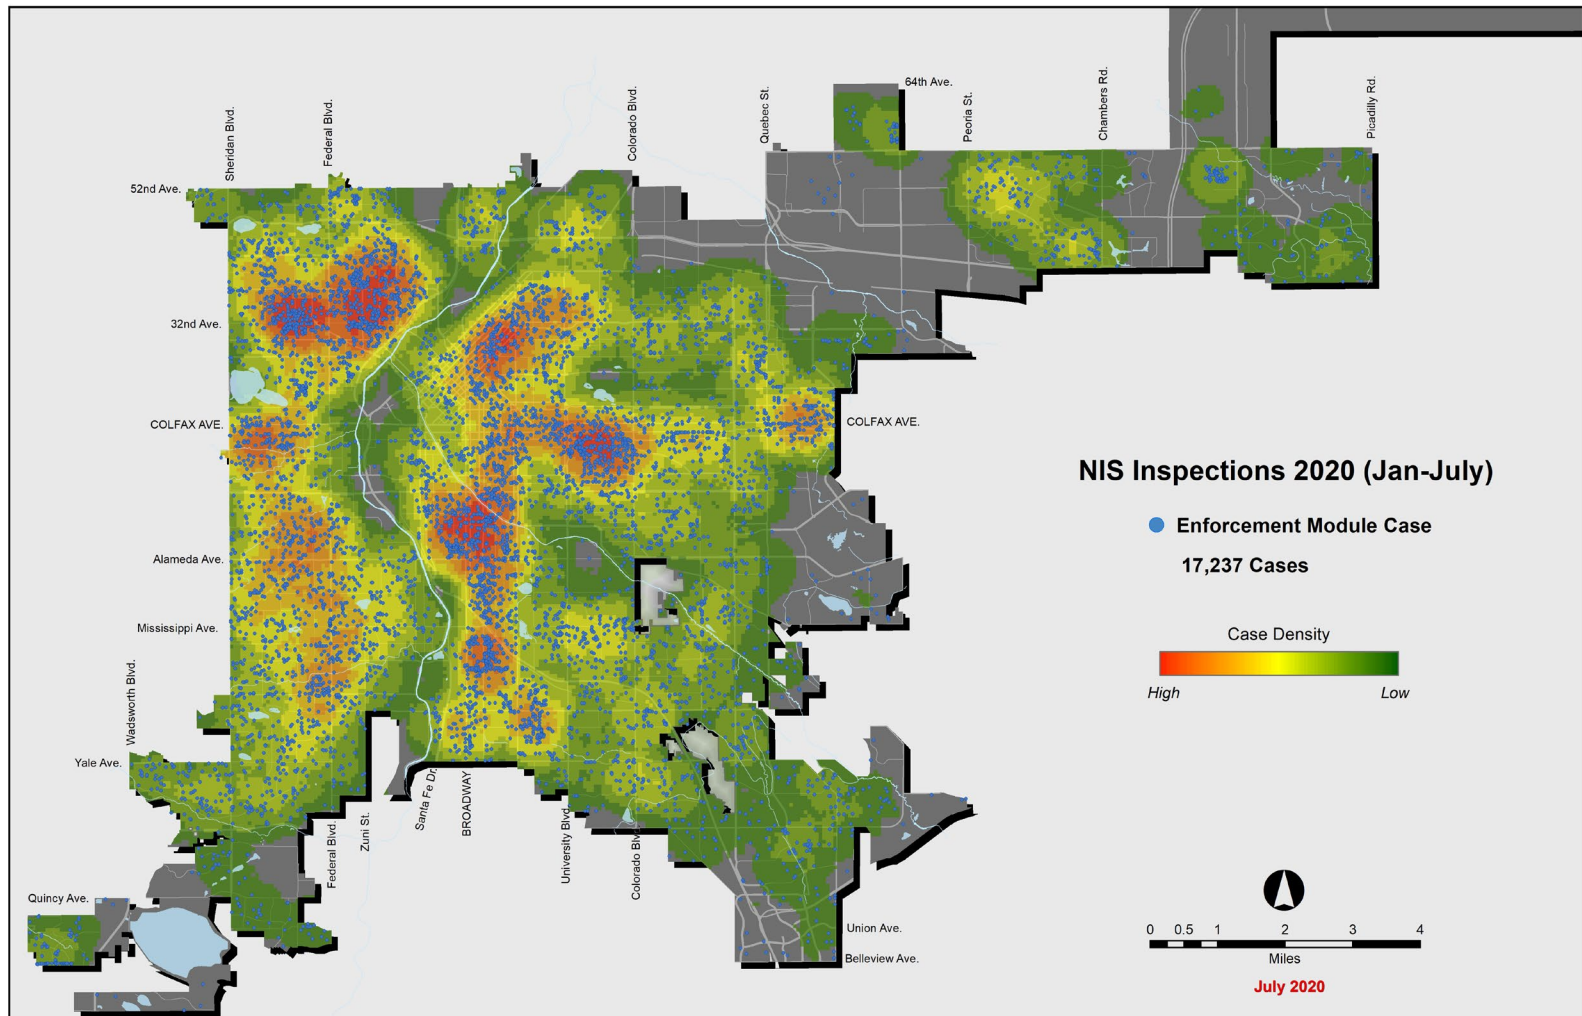 64th Ave.
Sheridan Blvd.
Federal Blvd.
Colorado Blvd.
Quebec St.
Peoria St.
Chambers Rd.
Picadilly Rd.
52nd Ave.
32nd Ave.
COLFAX AVE.
COLFAX AVE.
NIS Inspections 2020 (Jan-July)
Enforcement Module Case
17,237 Cases
Alameda Ave.
Mississippi Ave.
Case Density
High
Low
Wadsworth Blvd.
Yale Ave.
Santa Fe Dr.
BROADWAY
Federal Blvd.
Zuni St.
University Blvd.
Colorado Blvd.
Quincy Ave.
Union Ave.
Belleview Ave.
0 0.5 1 2 3 4
Miles
July 2020